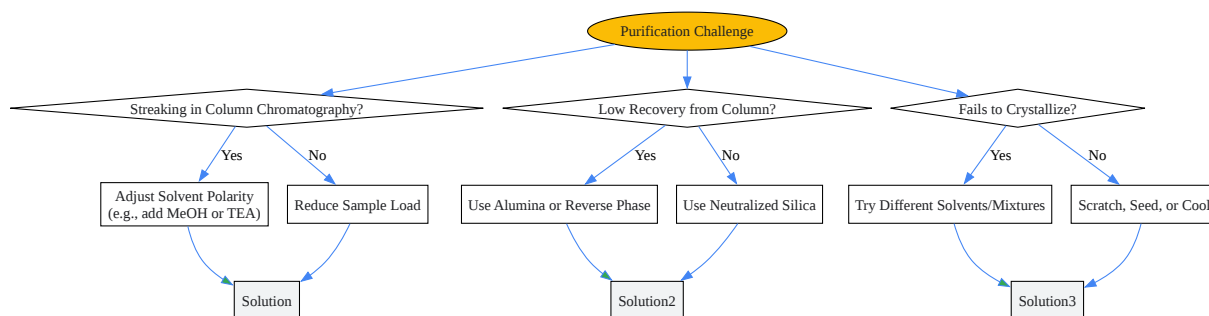 Purification Challenge
Streaking in Column Chromatography?
Low Recovery from Column?
Fails to Crystallize?
Yes
No
Yes
No
Yes
No
Adjust Solvent Polarity
(e.g., add MeOH or TEA)
Reduce Sample Load
Use Alumina or Reverse Phase
Use Neutralized Silica
Try Different Solvents/Mixtures
Scratch, Seed, or Cool
Solution
Solution2
Solution3